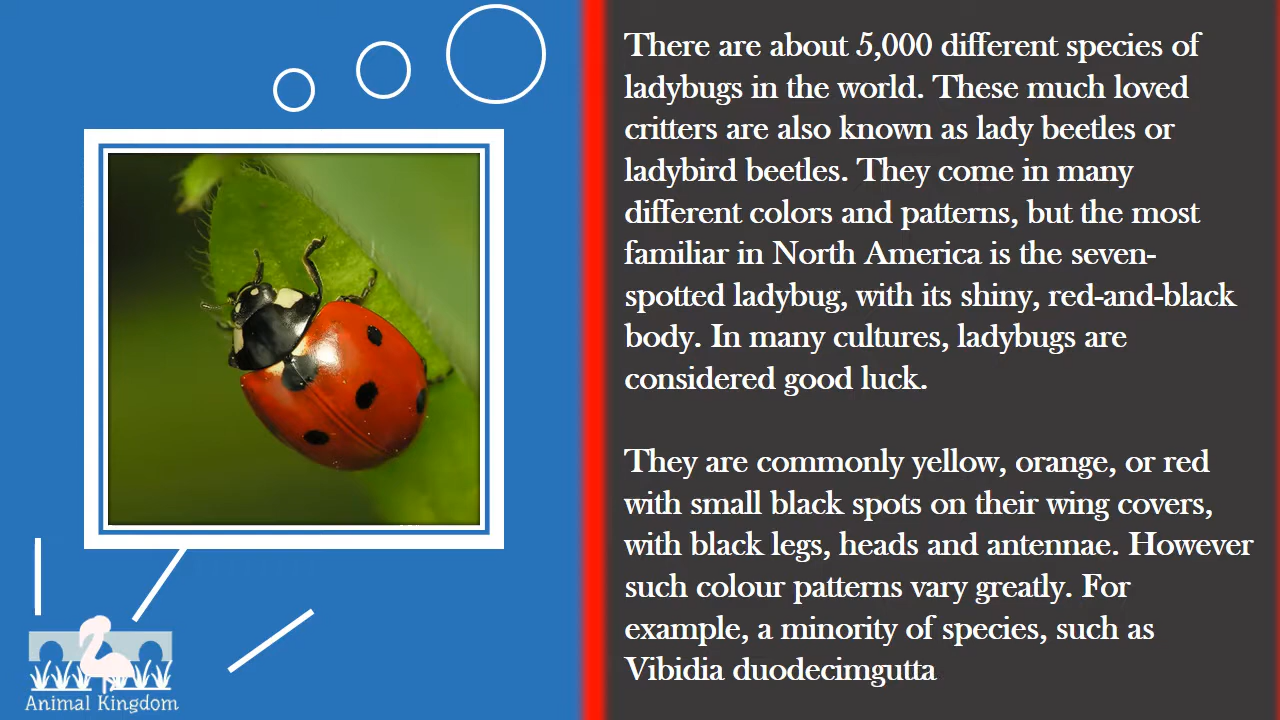 There are about 5,000 different species of
ladybugs in the world. These much loved
critters are also known as lady beetles or
ladybird beetles. They come in many
different colors and patterns, but the most
familiar in North America is the seven-
spotted ladybug, with its shiny, red-and-black
body. In many cultures, ladybugs are
considered good luck.
They are commonly yellow, orange, or red
with small black spots on their wing covers,
with black legs, heads and antennae. However
such colour patterns vary greatly. For
example, a minority of species, such as
Vibidia duodecimgutta
Animal Kingdom